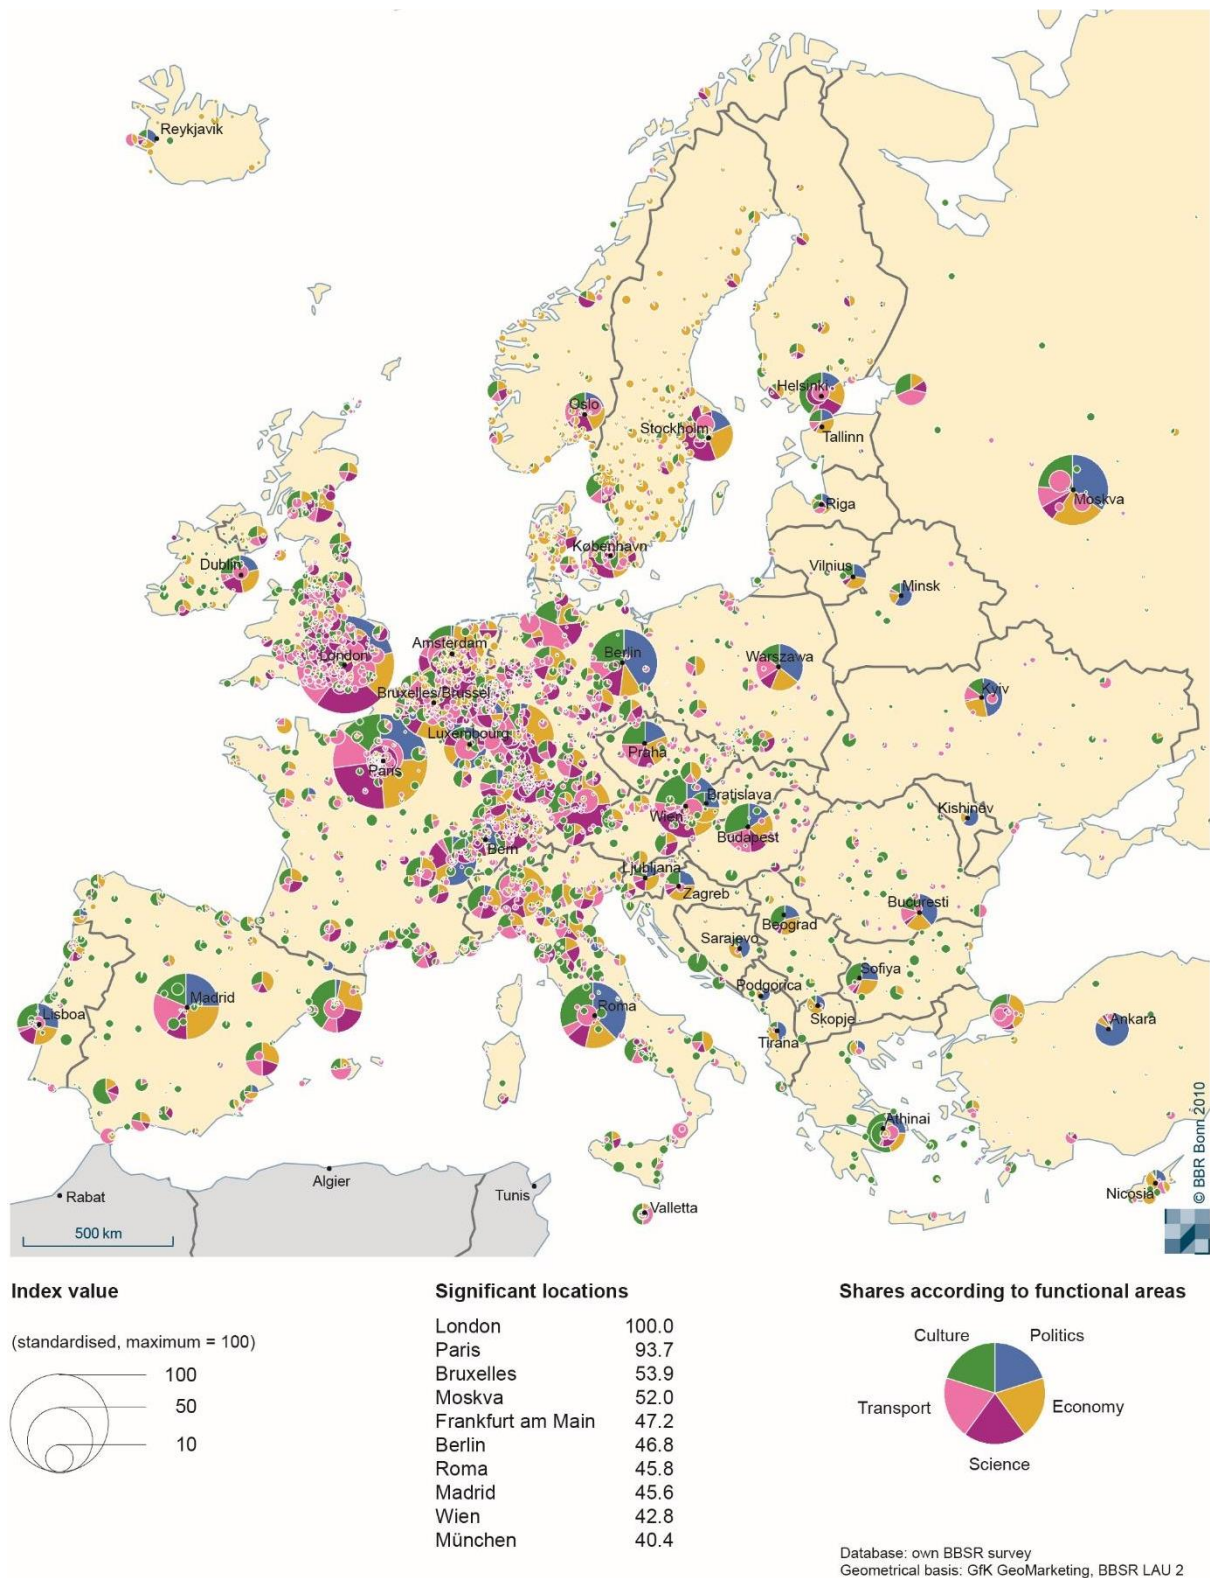 Reykjavik
Oslo
Helsinki
Stockholm
Tallinn
Moskva
Riga
København
Dublin
Vilnius
Minsk
London
Amsterdam
Berlin
Warszawa
Bruxelles/Brussel
Kyiv
Luxembourg
Praha
Paris
Bratislava
Wien
Kishinev
Budapest
Bern
Ljubljana
Zagreb
Bucuresti
Beograd
Sarajevo
Sofiya
Madrid
Podgorica
Roma
Lisboa
Skopje
Ankara
Tirana
Athinai
Algier
Rabat
Tunis
Nicosia
Valletta
500 km
© BBR Bonn 2010
Index value
(standardised, maximum = 100)
100
50
10
Significant locations
London 100.0
Paris 93.7
Bruxelles 53.9
Moskva 52.0
Frankfurt am Main 47.2
Berlin 46.8
Roma 45.8
Madrid 45.6
Wien 42.8
München 40.4
Shares according to functional areas
Culture Politics
Transport Economy
Science
Database: own BBSR survey
Geometrical basis: GfK GeoMarketing, BBSR LAU 2